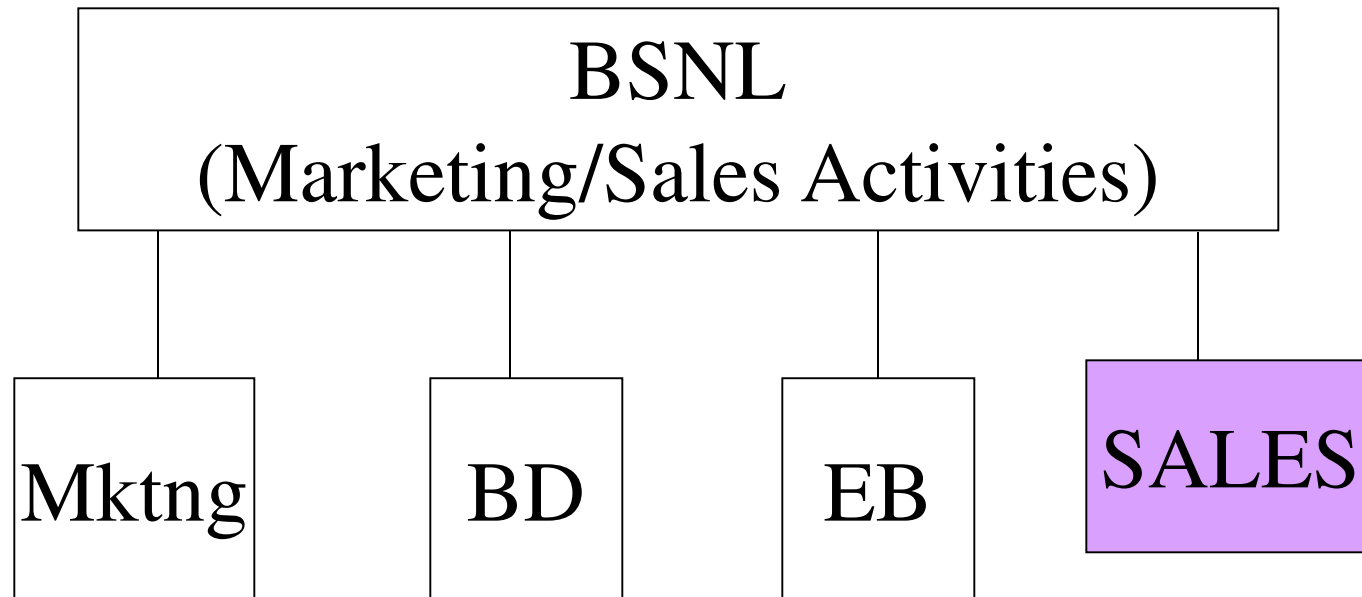 BSNL
(Marketing/Sales Activities)
Mktng
BD
EB
SALES